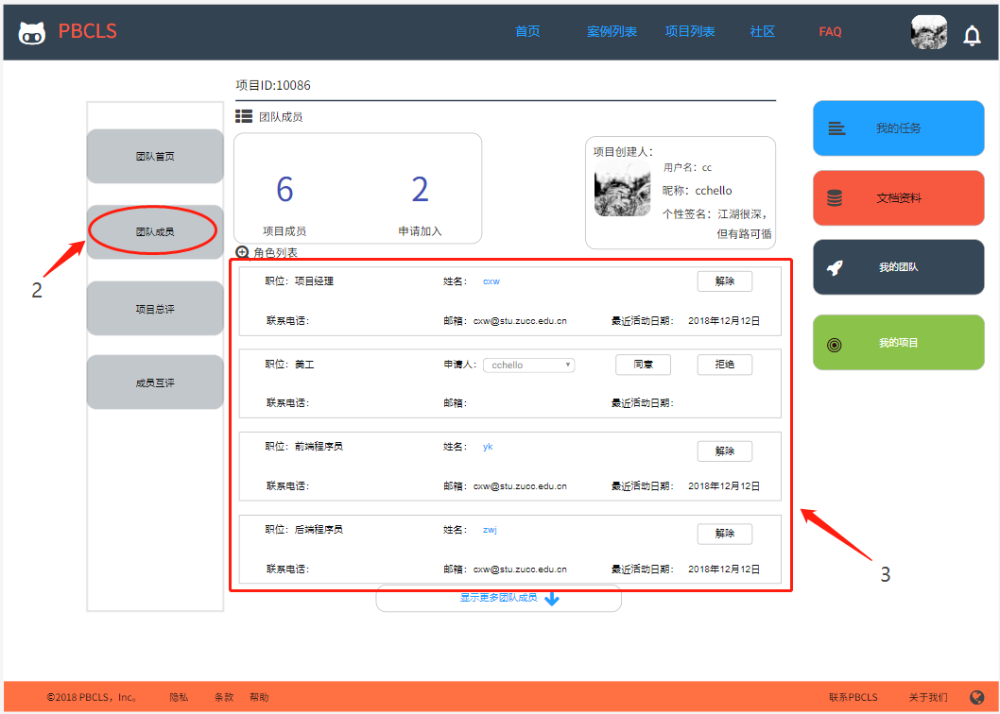 PBCLS 首页 案例列表 项目列表 社区 FAQ
项目ID:10086
团队成员
团队首页
团队成员
项目总评
成员互评
2
6 2
项目成员 申请加入
项目创建人：
用户名：cc
昵称：cchello
个性签名：江湖很深，
但有路可循
角色列表
职位：项目经理 姓名： cxw 解除
联系电话： 邮箱：cxw@stu.zucc.edu.cn 最近活动日期： 2018年12月12日
职位：美工 申请人： cchello 同意 拒绝
联系电话： 邮箱： 最近活动日期：
职位：前端程序员 姓名： yk 解除
联系电话： 邮箱：cxw@stu.zucc.edu.cn 最近活动日期： 2018年12月12日
职位：后端程序员 姓名： zwj 解除
联系电话： 邮箱：cxw@stu.zucc.edu.cn 最近活动日期： 2018年12月12日
显示更多团队成员
3
我的任务
文档资料
我的团队
我的项目
©2018 PBCLS，Inc。 隐私 条款 帮助 联系PBCLS 关于我们